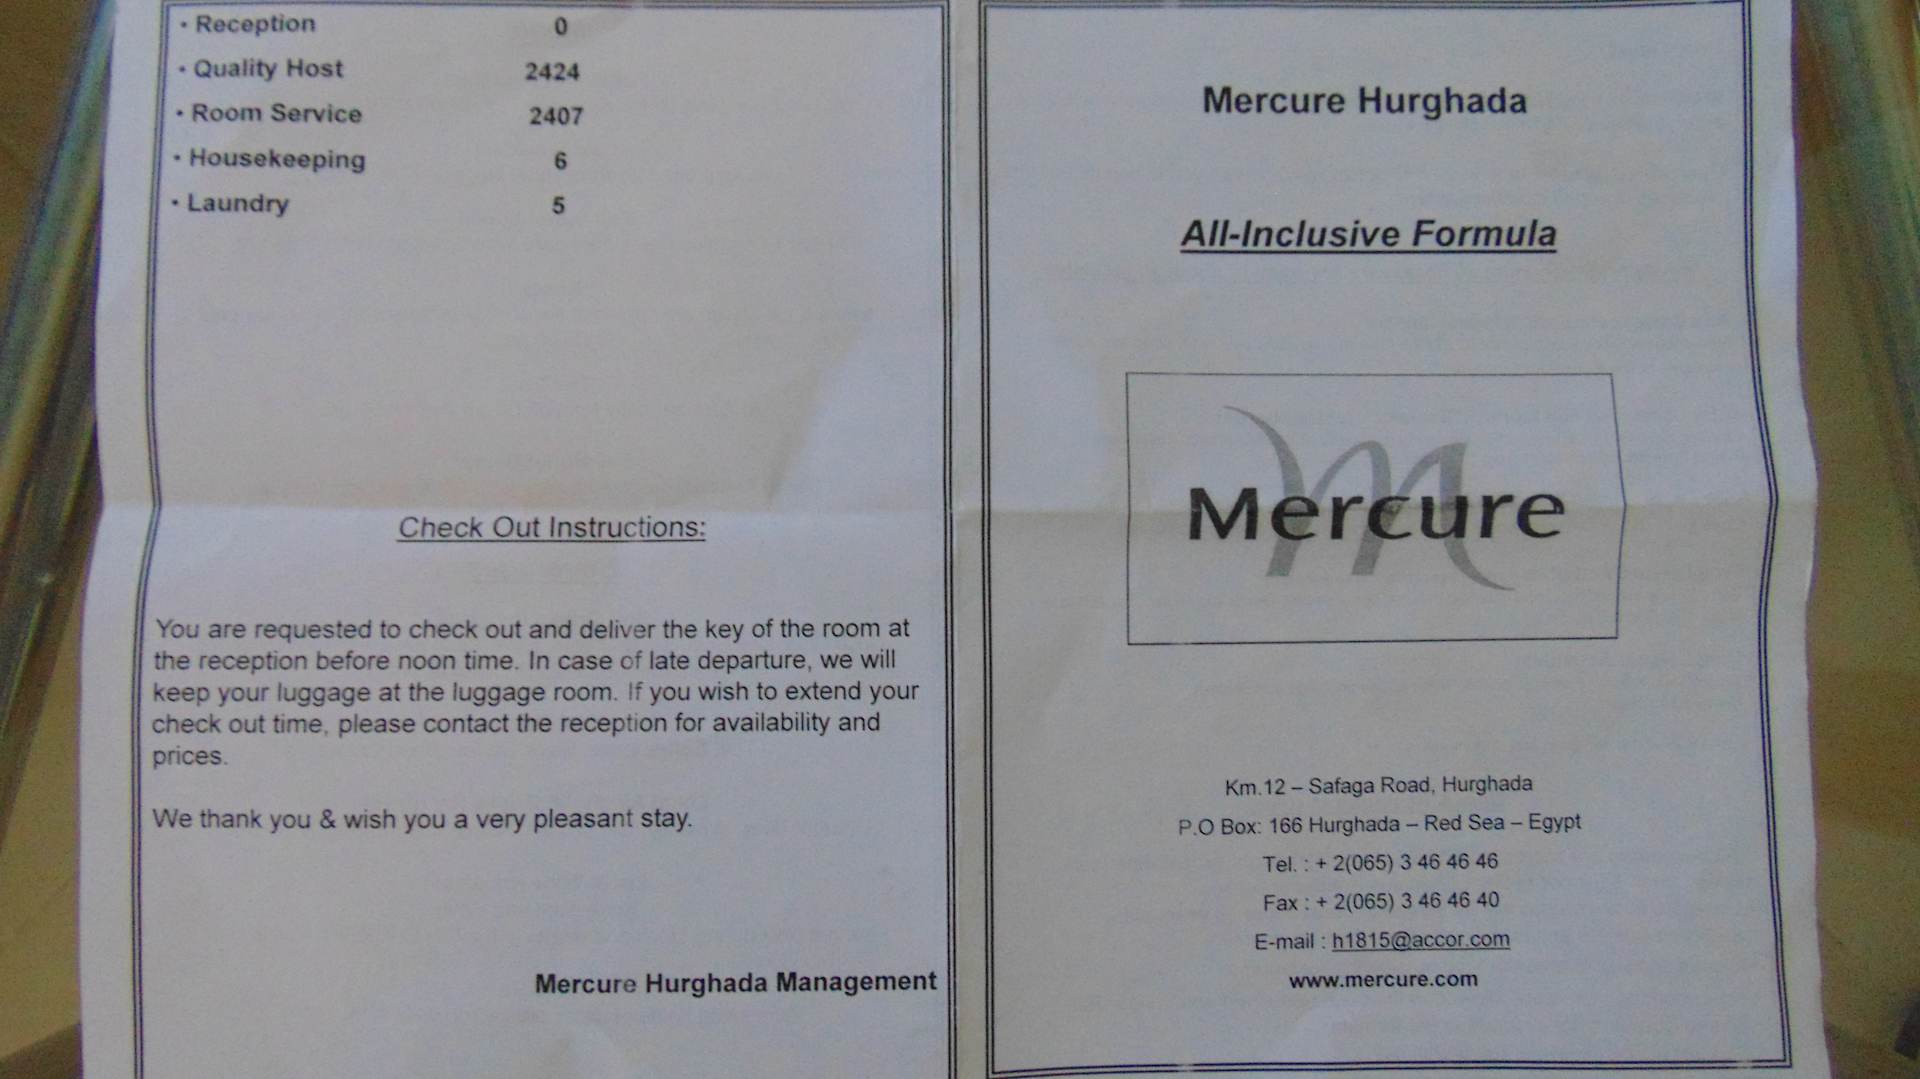 • Reception 0
• Quality Host 2424
• Room Service 2407
• Housekeeping 6
• Laundry 5
Check Out Instructions:
You are requested to check out and deliver the key of the room at
the reception before noon time. In case of late departure, we will
keep your luggage at the luggage room. If you wish to extend your
check out time, please contact the reception for availability and
prices.
We thank you & wish you a very pleasant stay.
Mercure Hurghada Management
Mercure Hurghada
All-Inclusive Formula
m
Mercure
Km.12 – Safaga Road, Hurghada
P.O Box: 166 Hurghada – Red Sea – Egypt
Tel. : + 2(065) 3 46 46 46
Fax : + 2(065) 3 46 46 40
E-mail : h1815@accor.com
www.mercure.com